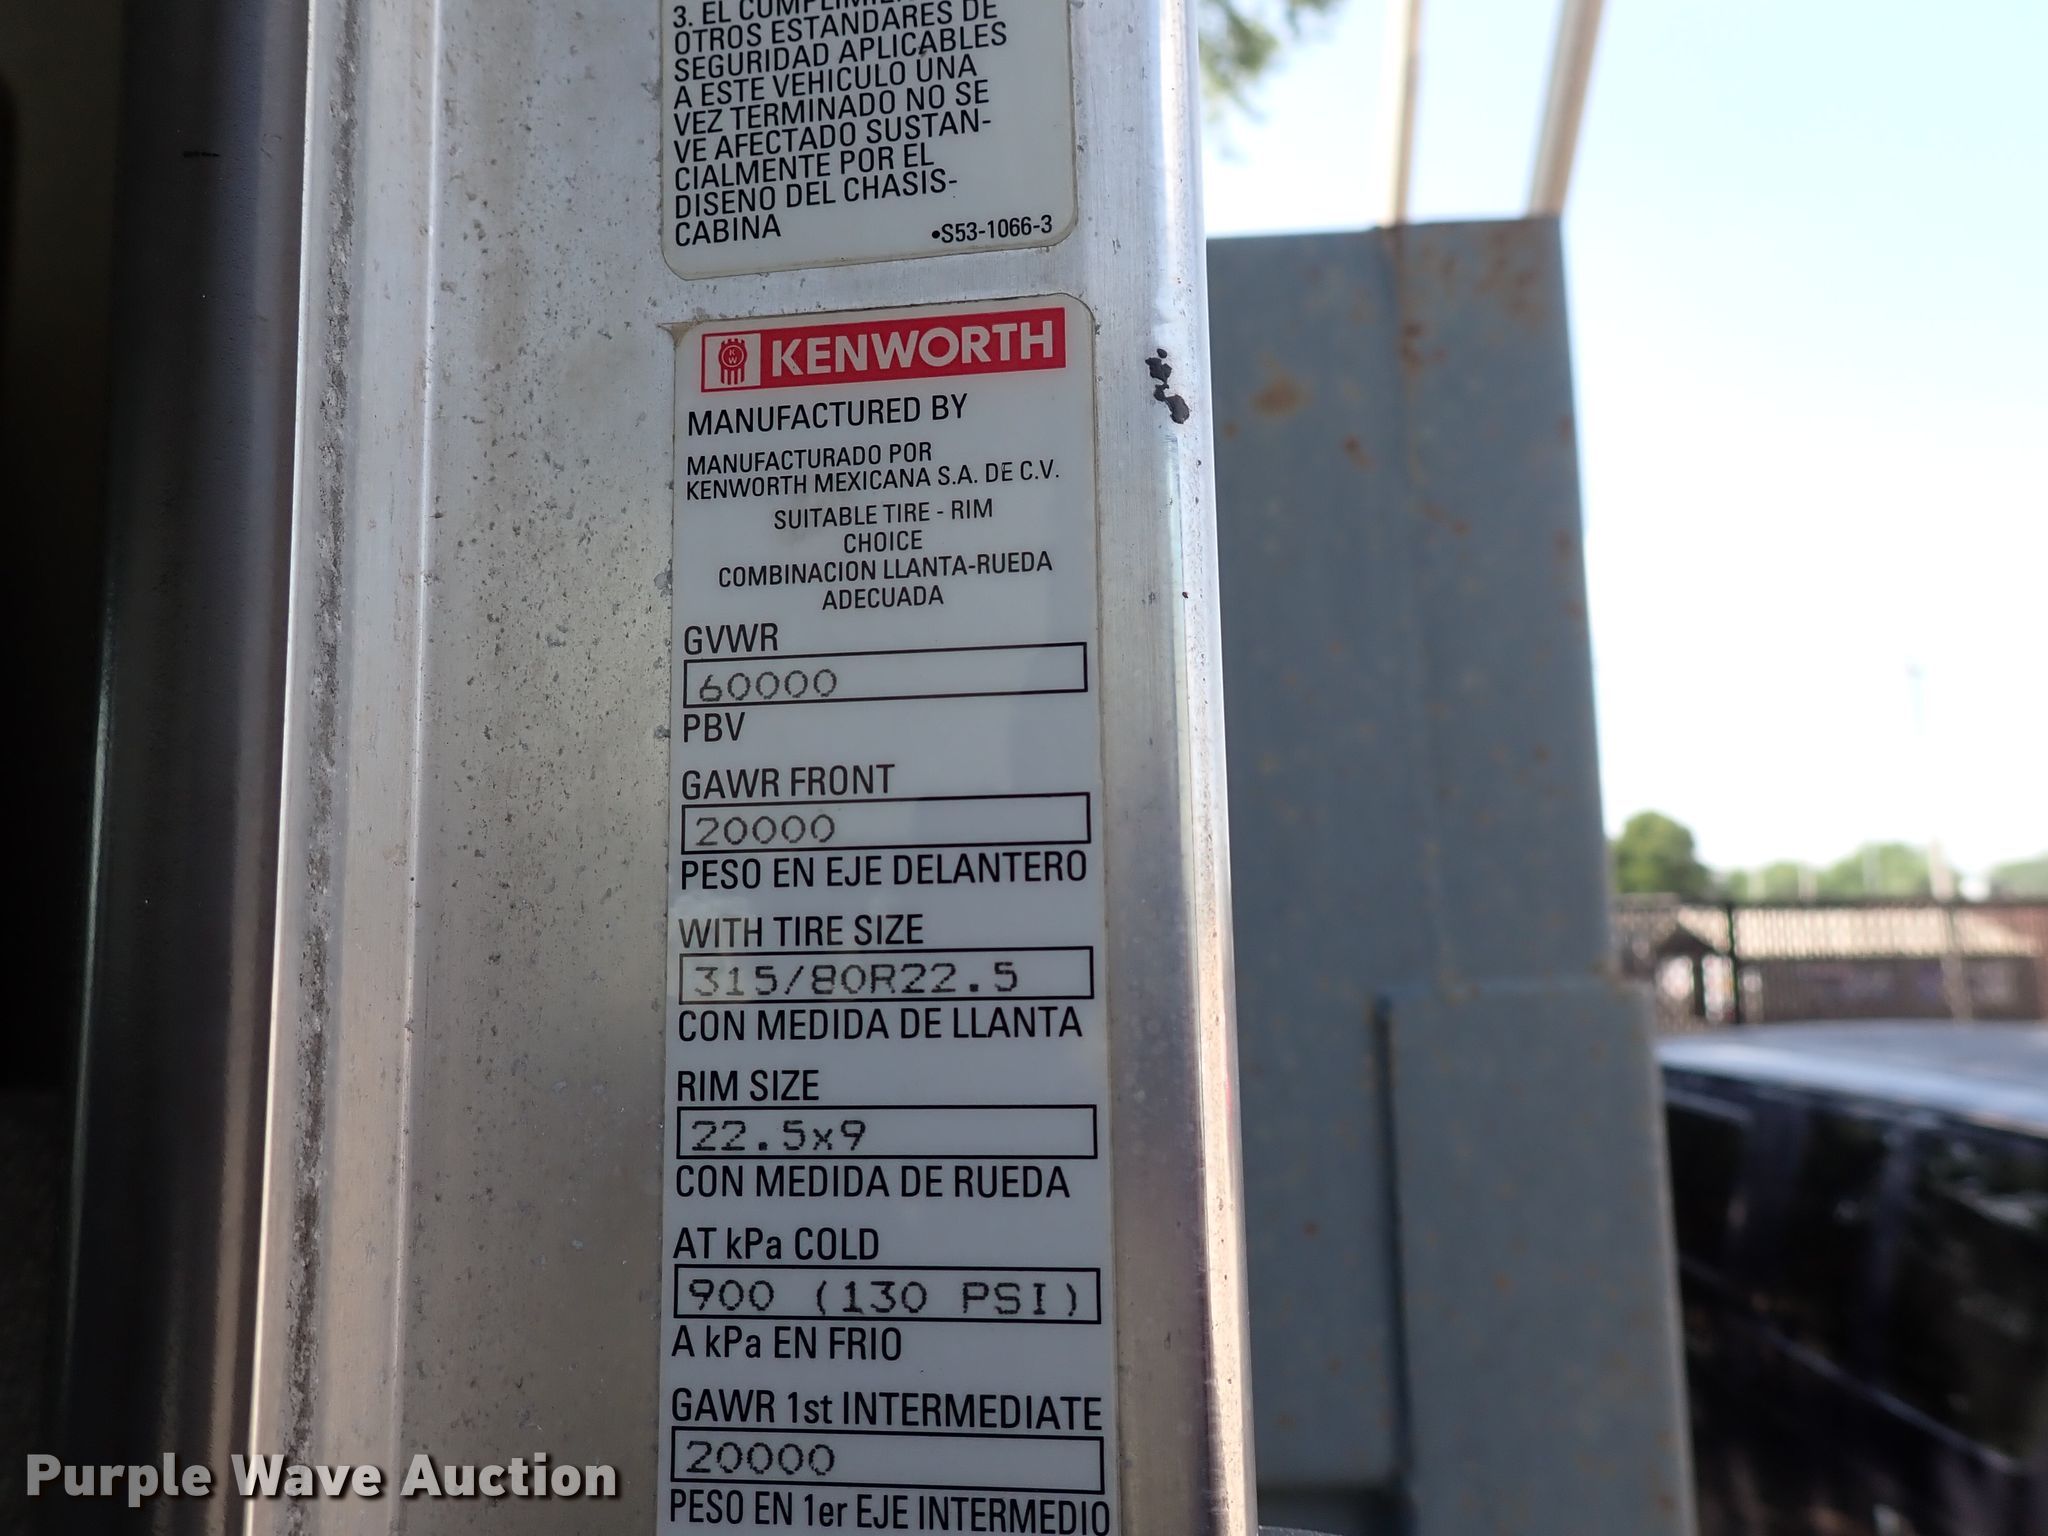 3. EL
OTROS ESTANDARES DE
SEGURIDAD APLICABLES
A ESTE VEHICULO UNA
VEZ TERMINADO NO SE
VE AFECTADO SUSTAN-
CIALMENTE POR EL
DISENO DEL CHASIS-
CABINA
•S53-1066-3
KW KENWORTH
MANUFACTURED BY
MANUFACTURADO POR
KENWORTH MEXICANA S.A. DE C.V.
SUITABLE TIRE - RIM
CHOICE
COMBINACION LLANTA-RUEDA
ADECUADA
GVWR
60000
PBV
GAWR FRONT
20000
PESO EN EJE DELANTERO
WITH TIRE SIZE
315/80R22.5
CON MEDIDA DE LLANTA
RIM SIZE
22.5x9
CON MEDIDA DE RUEDA
AT kPa COLD
900 (130 PSI)
A kPa EN FRIO
GAWR 1st INTERMEDIATE
20000
PESO EN 1er EJE INTERMEDIO
Purple Wave Auction